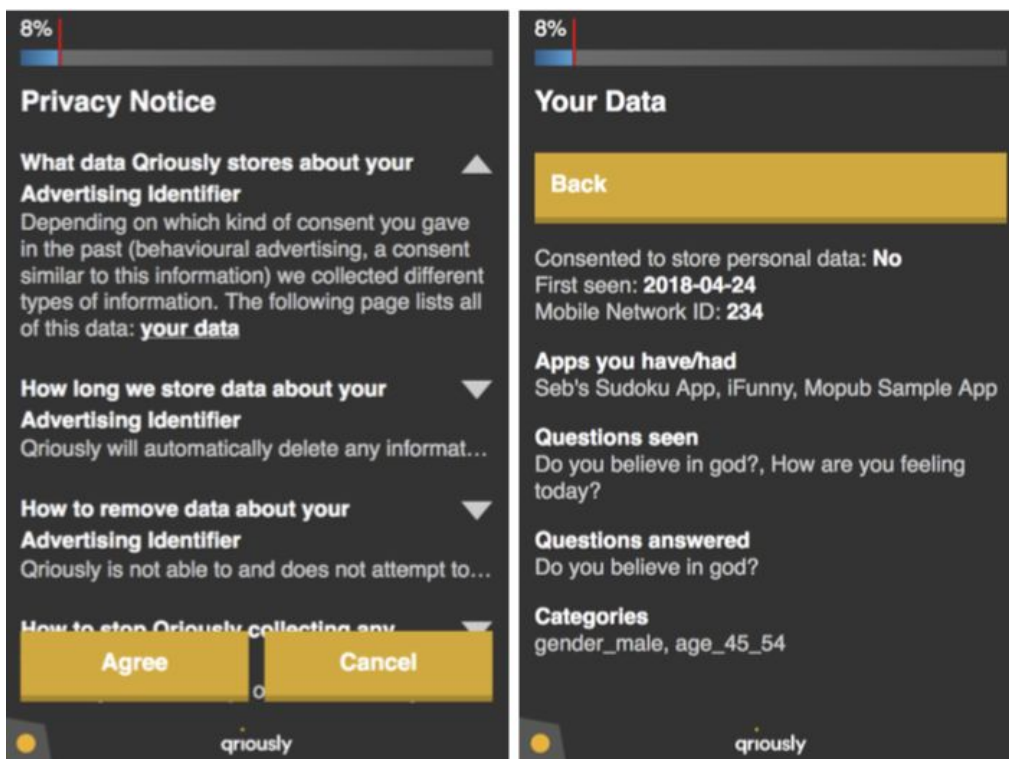 8%
Privacy Notice
What data Qriously stores about your
Advertising Identifier
Depending on which kind of consent you gave
in the past (behavioural advertising, a consent
similar to this information) we collected different
types of information. The following page lists all
of this data: your data
How long we store data about your
Advertising Identifier
Qriously will automatically delete any informat...
How to remove data about your
Advertising Identifier
Qriously is not able to and does not attempt to...
How to stop Qriously collecting any
Agree
Cancel
qriously
8%
Your Data
Back
Consented to store personal data: No
First seen: 2018-04-24
Mobile Network ID: 234
Apps you have/had
Seb's Sudoku App, iFunny, Mopub Sample App
Questions seen
Do you believe in god?, How are you feeling
today?
Questions answered
Do you believe in god?
Categories
gender_male, age_45_54
qriously